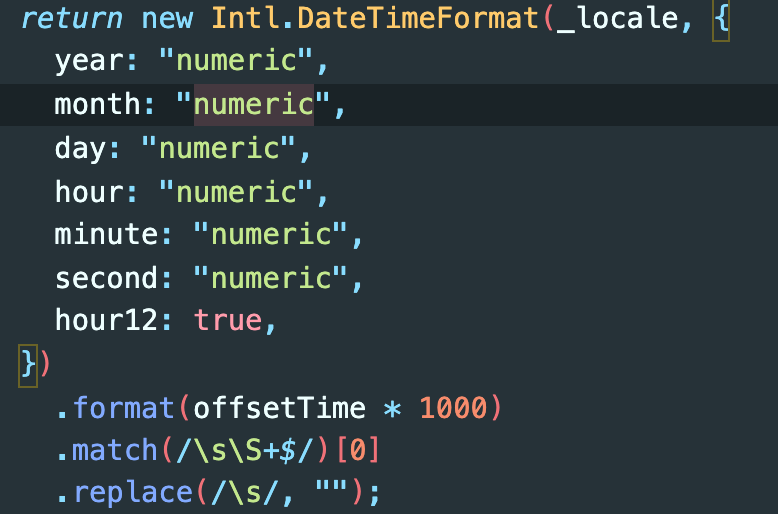 return new Intl.DateTimeFormat(_locale, {
year: "numeric",
month: "numeric",
day: "numeric",
hour: "numeric",
minute: "numeric",
second: "numeric",
hour12: true,
})
.format(offsetTime * 1000)
.match(/\s\S+$/)[0]
.replace(/\s/, "");